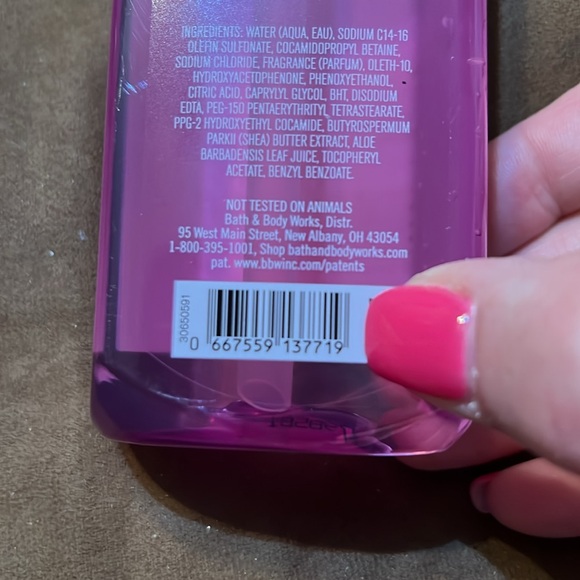 INGREDIENTS: WATER (AQUA, EAU), SODIUM C14-16
OLEFIN SULFONATE, COCAMIDOPROPYL BETAINE,
SODIUM CHLORIDE, FRAGRANCE (PARFUM), OLETH-10,
HYDROXYACETOPHENONE, PHENOXYETHANOL,
CITRIC ACID, CAPRYLYL GLYCOL, BHT, DISODIUM
EDTA, PEG-150 PENTAERYTHRITYL TETRASTEARATE,
PPG-2 HYDROXYETHYL COCAMIDE, BUTYROSPERMUM
PARKII (SHEA) BUTTER EXTRACT, ALOE
BARBADENSIS LEAF JUICE, TOCOPHERYL
ACETATE, BENZYL BENZOATE.
NOT TESTED ON ANIMALS
Bath & Body Works, Distr.
95 West Main Street, New Albany, OH 43054
1-800-395-1001, Shop bathandbodyworks.com
pat. www.bbwinc.com/patents
30650591
0 667559 137719